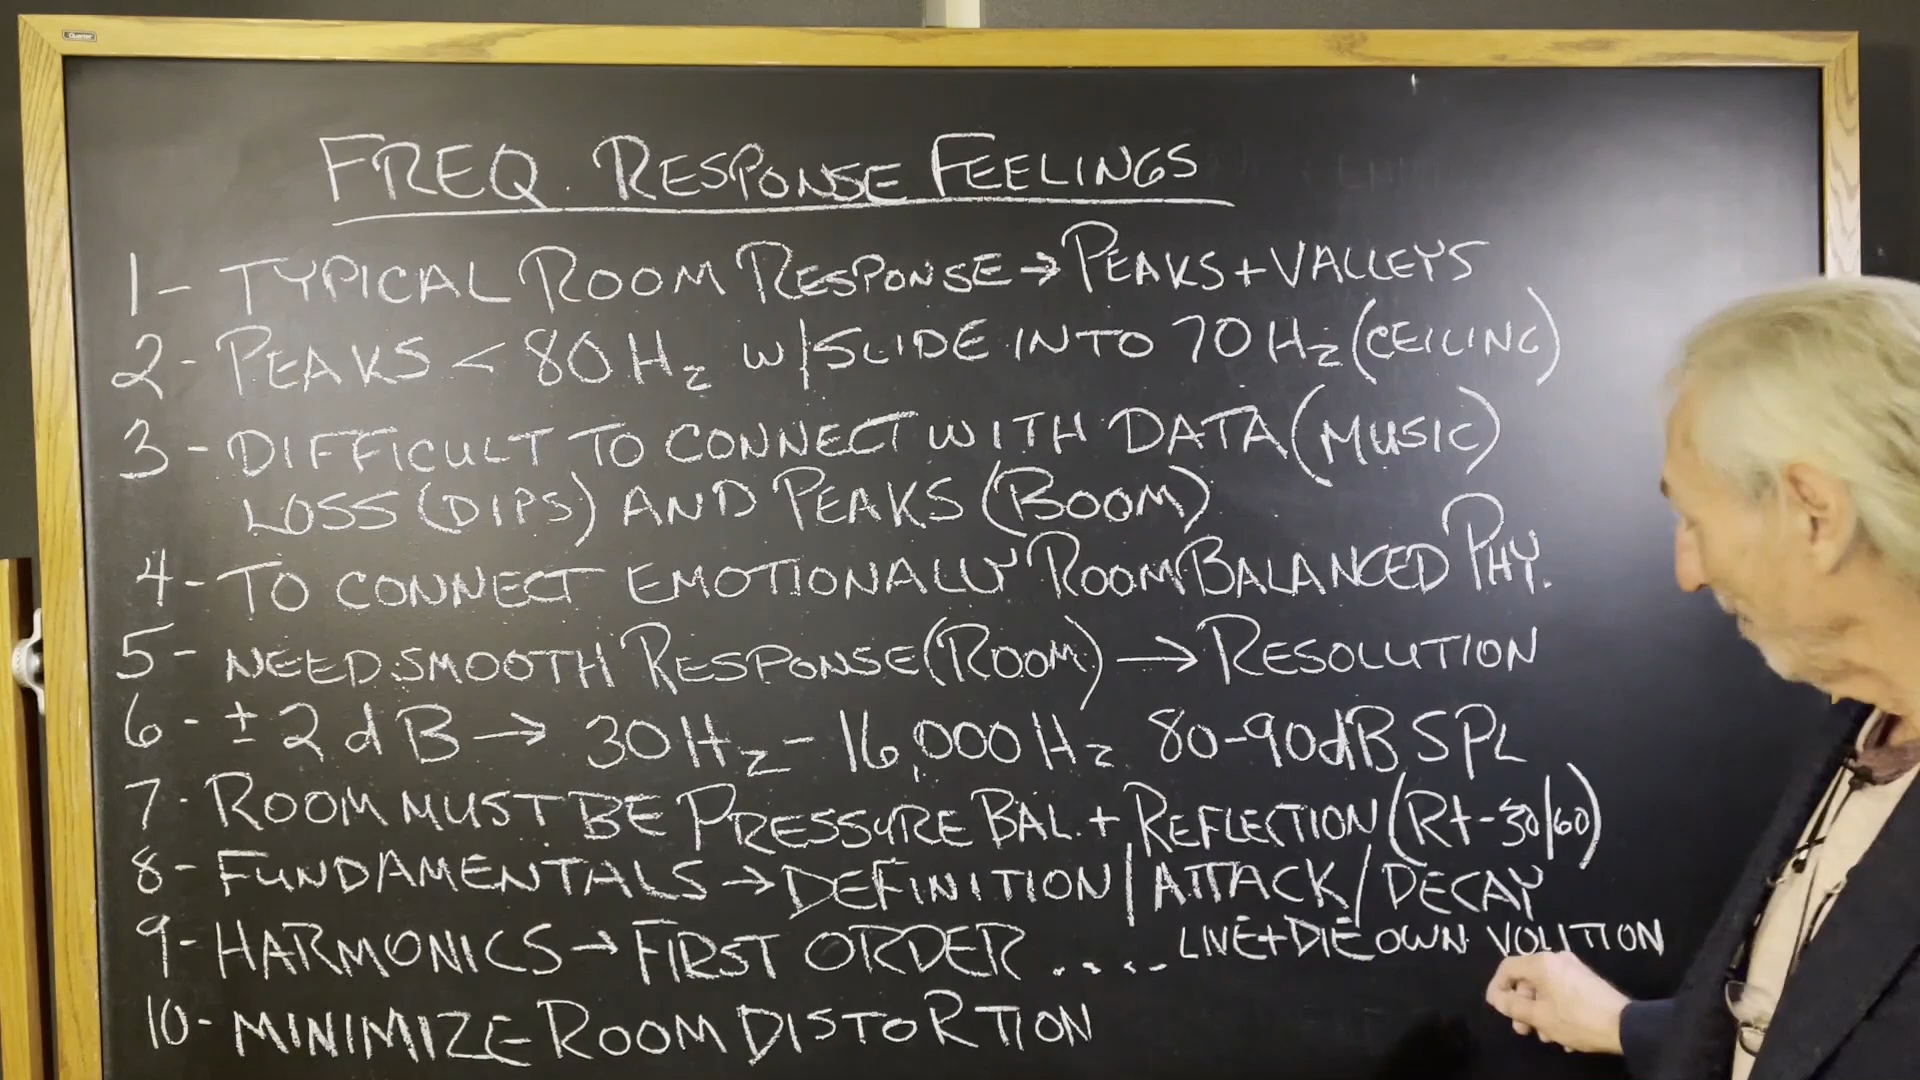 Quartet
FREQ. RESPONSE FEELINGS
1- TYPICAL ROOM RESPONSE → PEAKS + VALLEYS
2- PEAKS < 80 Hz w/SLIDE INTO 70 Hz (CEILING)
3- DIFFICULT TO CONNECT WITH DATA (MUSIC)
LOSS (DIPS) AND PEAKS (BOOM)
4- TO CONNECT EMOTIONALLY ROOM BALANCED PHY.
5- NEED SMOOTH RESPONSE (ROOM) → RESOLUTION
6- ±2 dB → 30 Hz - 16,000 Hz 80-90dB SPL
7- ROOM MUST BE PRESSURE BAL. + REFLECTION (Rt-30/60)
8- FUNDAMENTALS → DEFINITION/ATTACK/DECAY
9- HARMONICS → FIRST ORDER .... LIVE + DIE OWN VOLITION
10- MINIMIZE ROOM DISTORTION